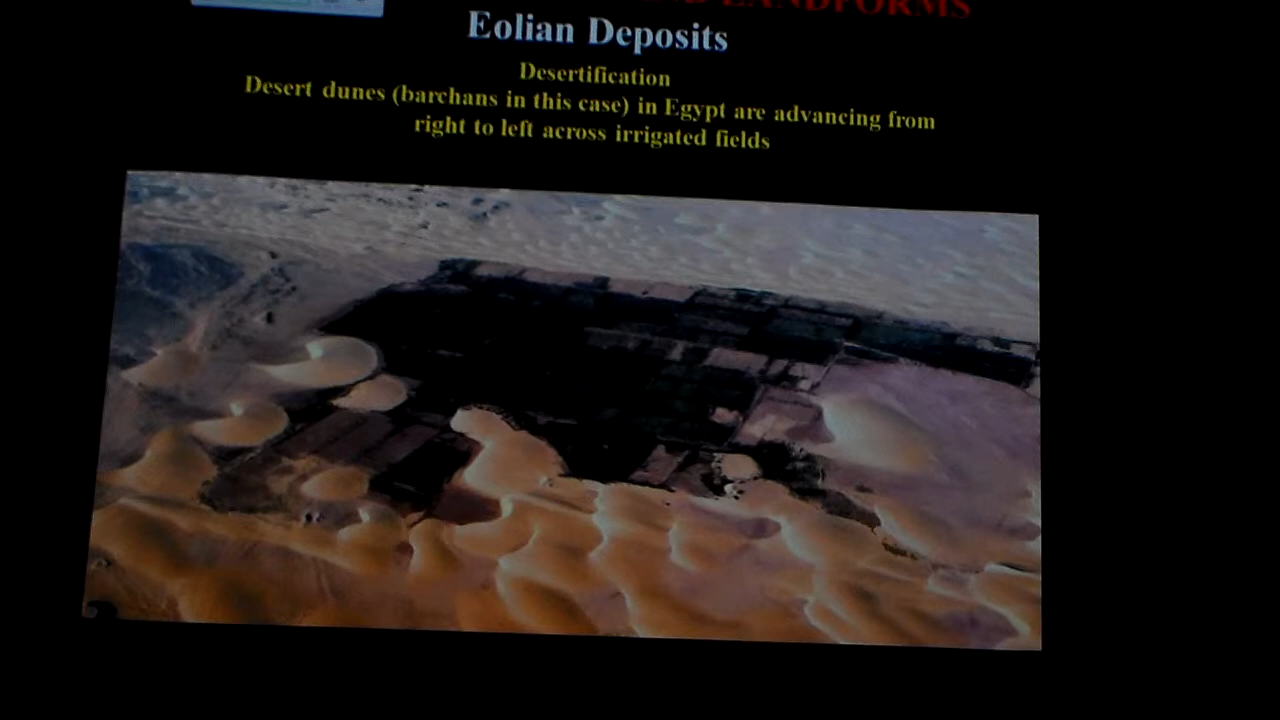 LANDFORMS
Eolian Deposits
Desertification
Desert dunes (barchans in this case) in Egypt are advancing from
right to left across irrigated fields